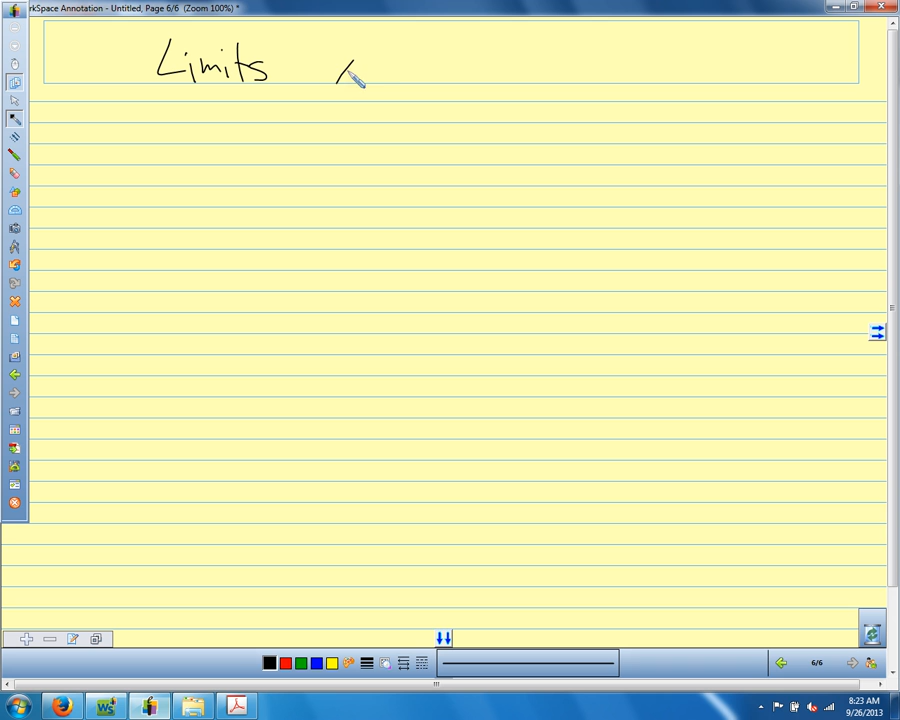 rkSpace Annotation - Untitled, Page 6/6 (Zoom 100%) *
Limits
6/6
8:23 AM
9/26/2013